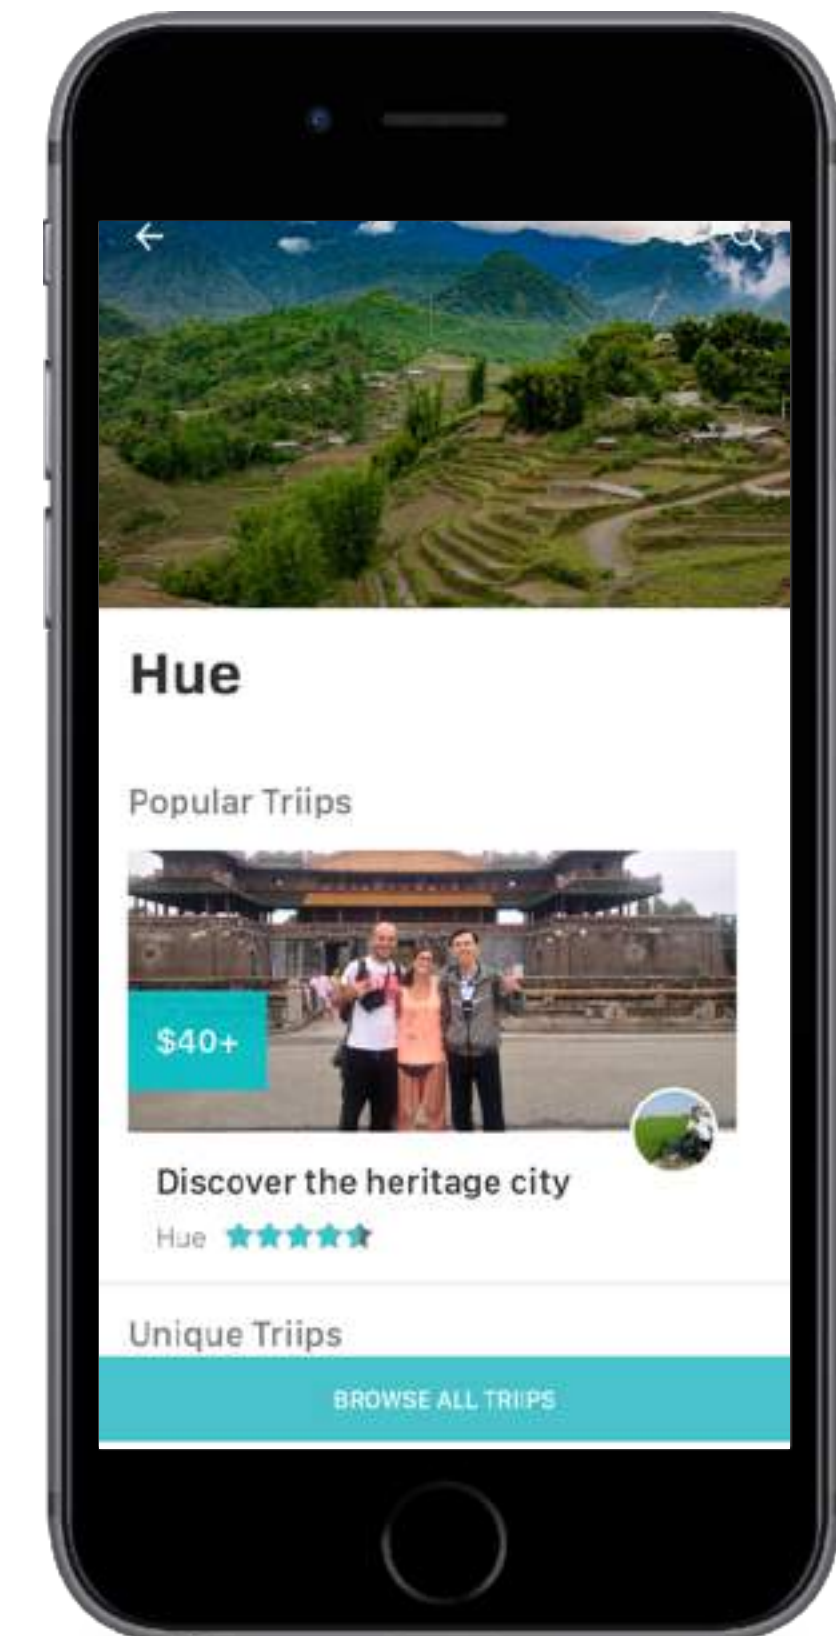 Hue
Popular Triips
$40+
Discover the heritage city
Hue
Unique Triips
BROWSE ALL TRIIPS